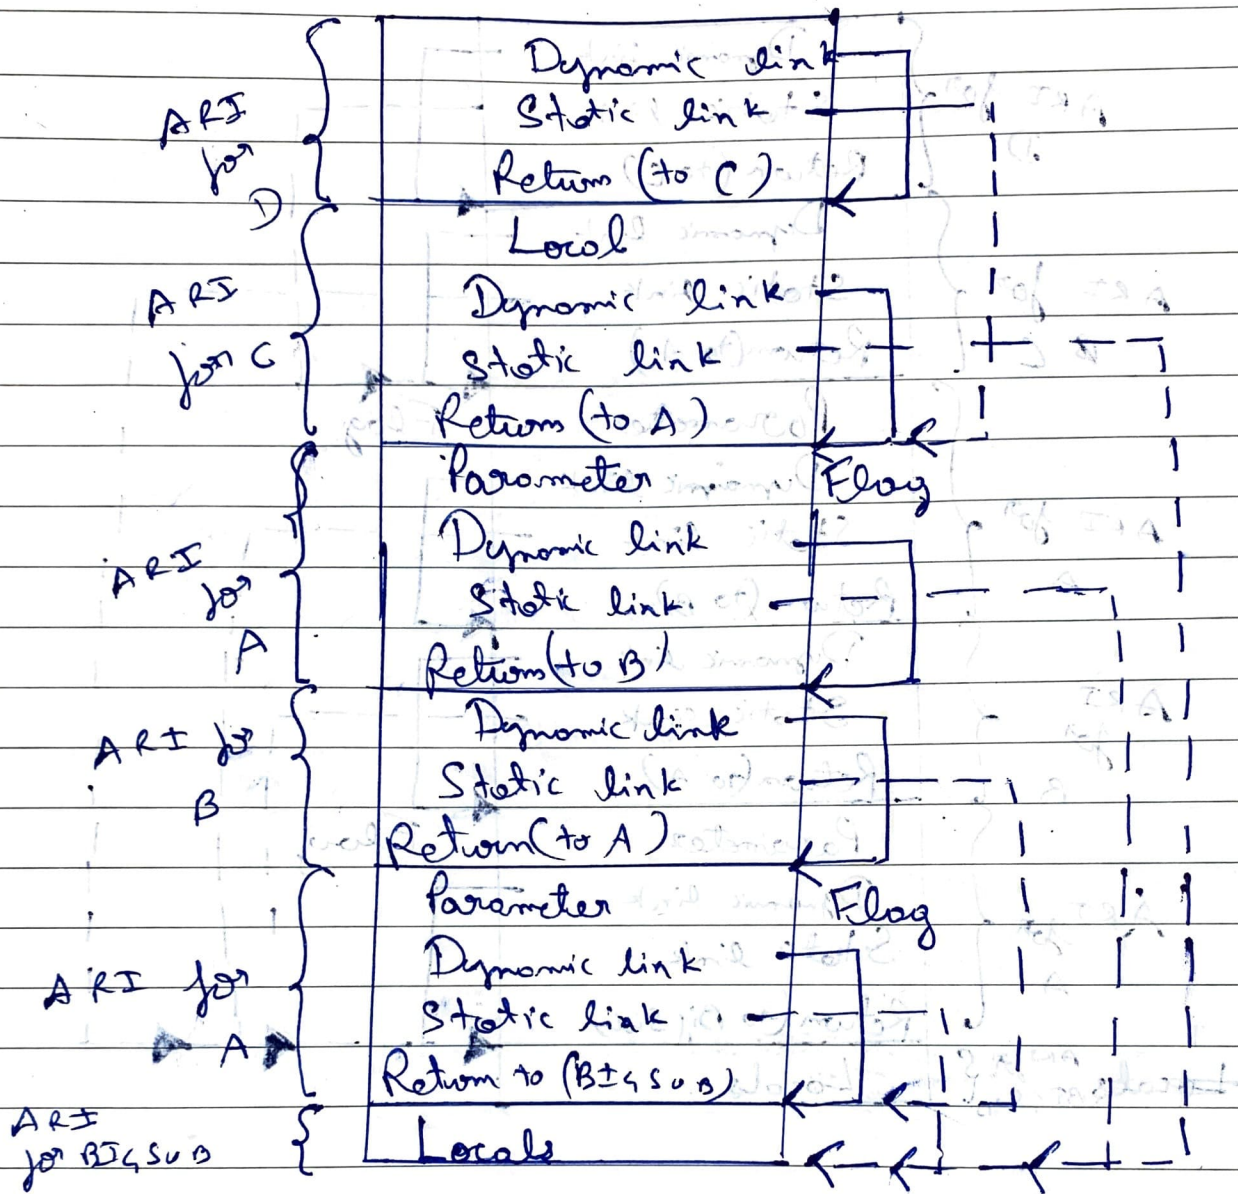 Dynamic link
Static link
Return (to C)
ARI
for
D
Local
Dynamic link
Static link
Return (to A)
ARI
for C
Parameter Flag
Dynamic link
Static link
Return (to B)
ARI
for
A
Dynamic link
Static link
Return (to A)
ARI for
B
Parameter Flag
Dynamic link
Static link
Return to (BIGSUB)
ARI for
A
Locals
ARI
for BIGSUB